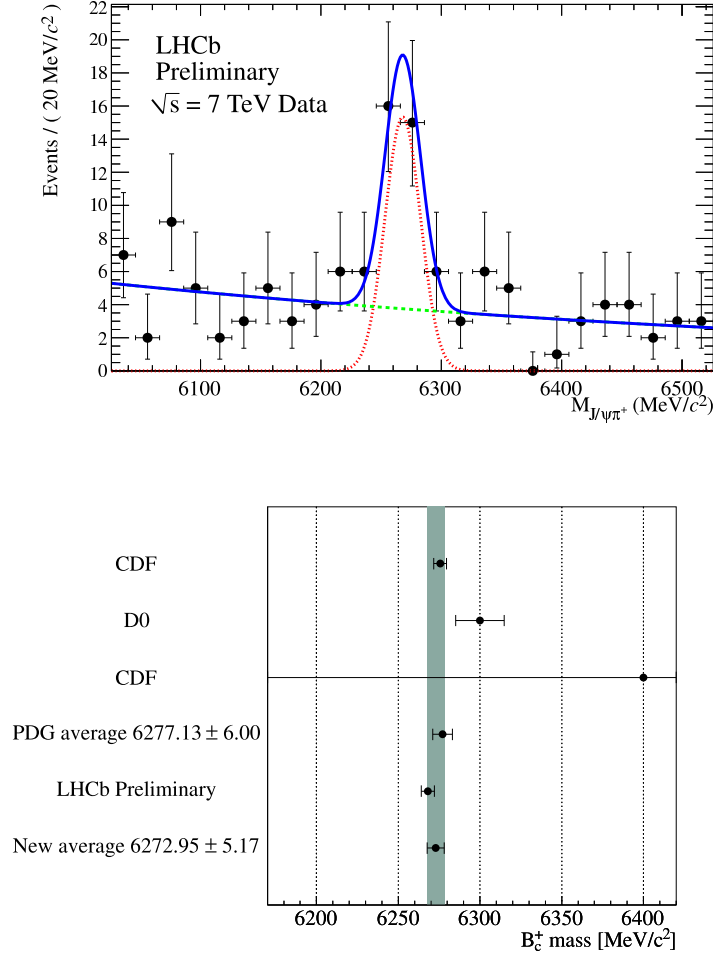 22
20
18
16
14
12
10
8
6
4
2
0
Events / ( 20 MeV/c²)
LHCb
Preliminary
√s = 7 TeV Data
6100 6200 6300 6400 6500
M_{J/ψπ⁺} (MeV/c²)
CDF
D0
CDF
PDG average 6277.13 ± 6.00
LHCb Preliminary
New average 6272.95 ± 5.17
6200 6250 6300 6350 6400
B_c^+ mass [MeV/c²]